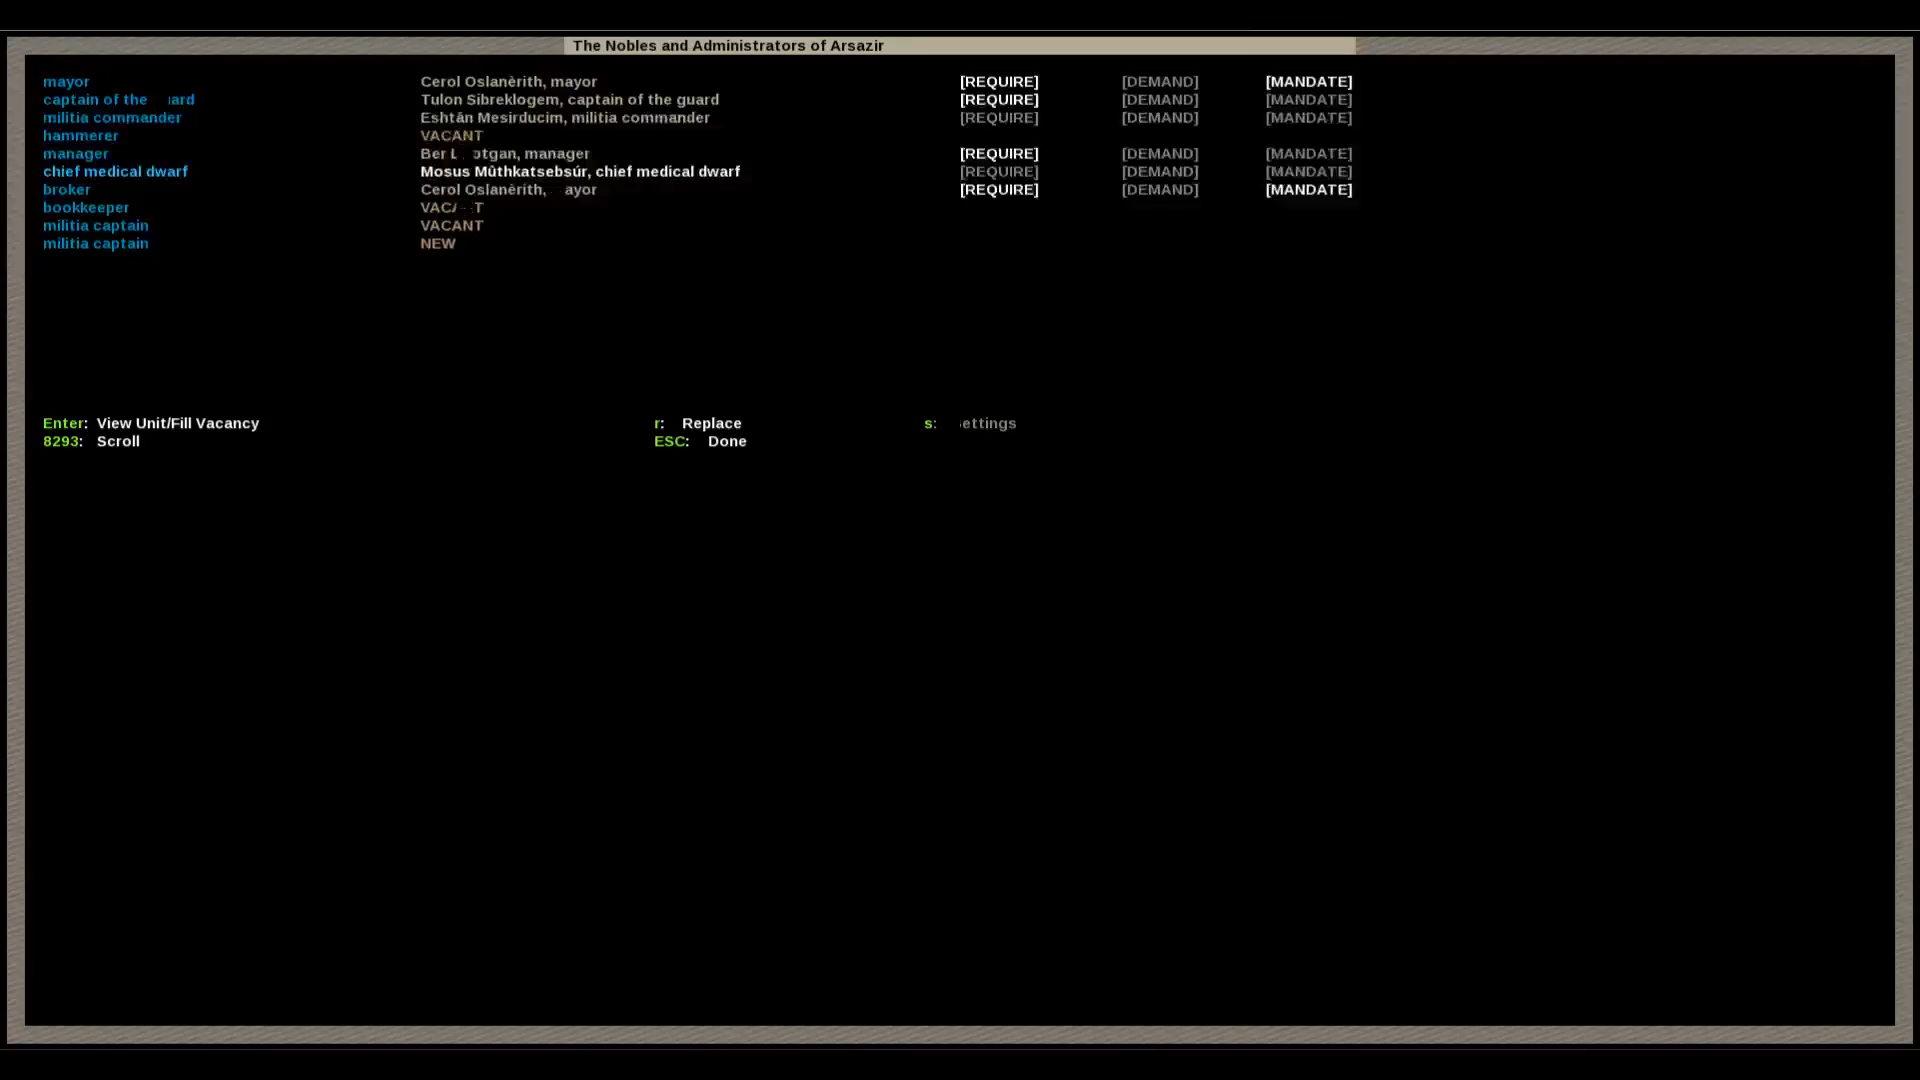 The Nobles and Administrators of Arsazir
mayor Cerol Oslanèrith, mayor [REQUIRE] [DEMAND] [MANDATE]
captain of the Tulon Sibreklogem, captain of the guard [REQUIRE] [DEMAND] [MANDATE]
militia commander Eshtân Mesirducim, militia commander [REQUIRE] [DEMAND] [MANDATE]
hammerer VACANT
manager Ber manager [REQUIRE] [DEMAND] [MANDATE]
chief medical dwarf Mosus Mûthkatsebsúr, chief medical dwarf [REQUIRE] [DEMAND] [MANDATE]
broker Cerol Oslanèrith, [REQUIRE] [DEMAND] [MANDATE]
bookkeeper
militia captain VACANT
militia captain NEW
Enter: View Unit/Fill Vacancy r: Replace s:
8293: Scroll ESC: Done